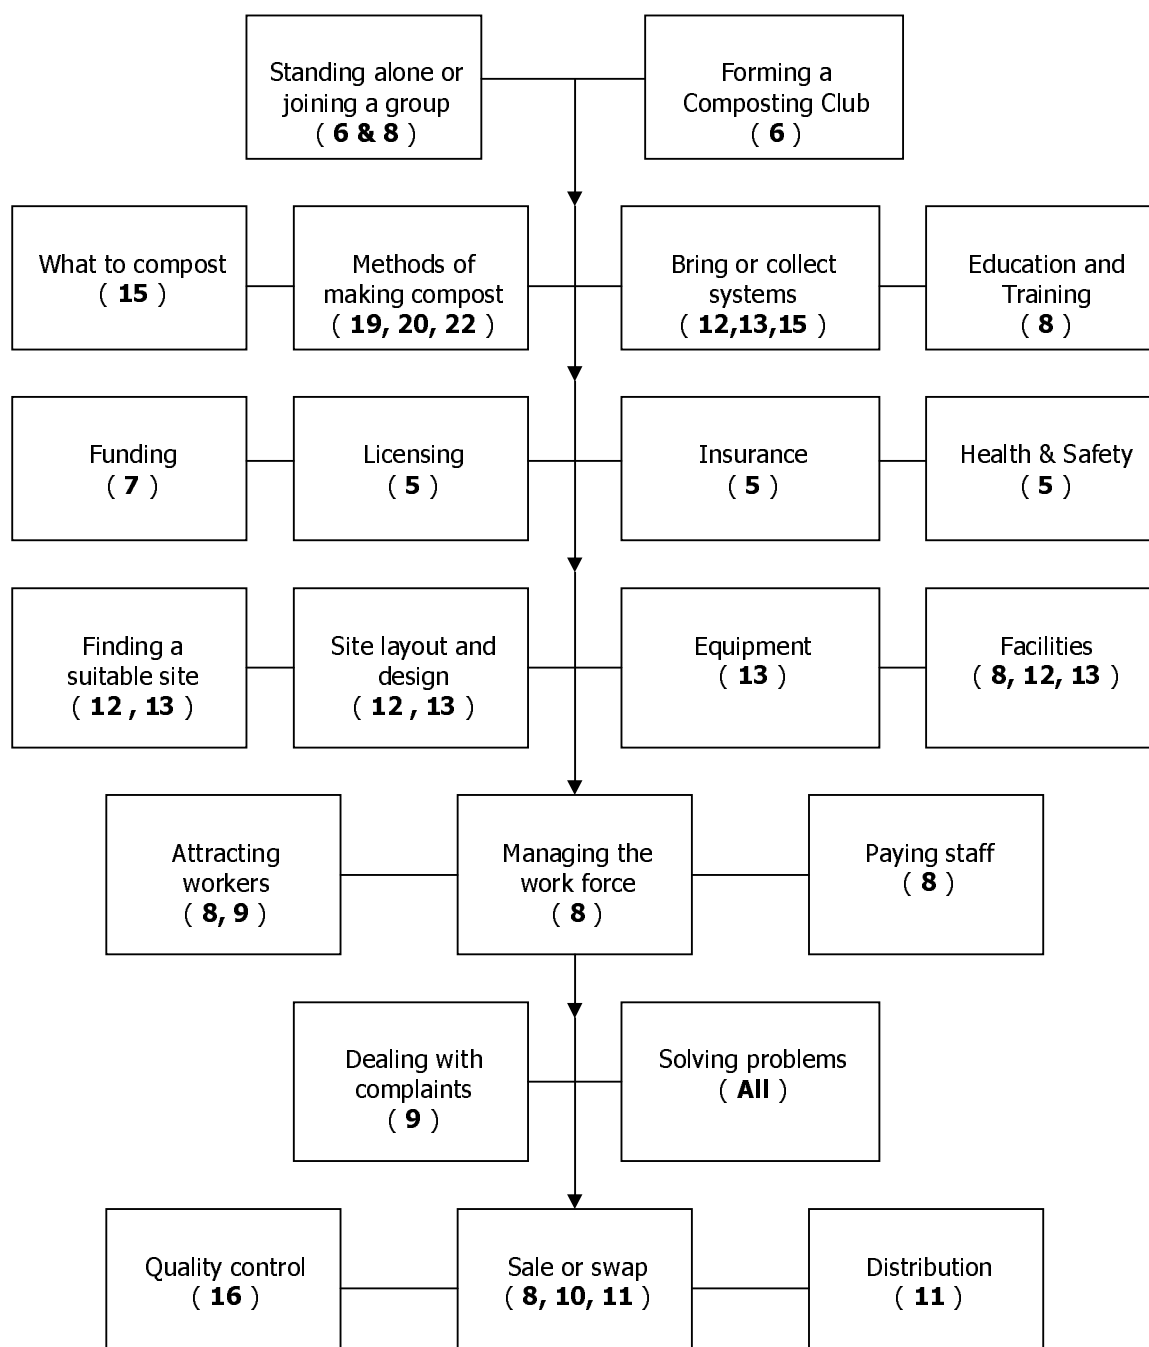 Standing alone or
joining a group
( 6 & 8 )
Forming a
Composting Club
( 6 )
What to compost
( 15 )
Methods of
making compost
( 19, 20, 22 )
Bring or collect
systems
( 12,13,15 )
Education and
Training
( 8 )
Funding
( 7 )
Licensing
( 5 )
Insurance
( 5 )
Health & Safety
( 5 )
Finding a
suitable site
( 12 , 13 )
Site layout and
design
( 12 , 13 )
Equipment
( 13 )
Facilities
( 8, 12, 13 )
Attracting
workers
( 8, 9 )
Managing the
work force
( 8 )
Paying staff
( 8 )
Dealing with
complaints
( 9 )
Solving problems
( All )
Quality control
( 16 )
Sale or swap
( 8, 10, 11 )
Distribution
( 11 )